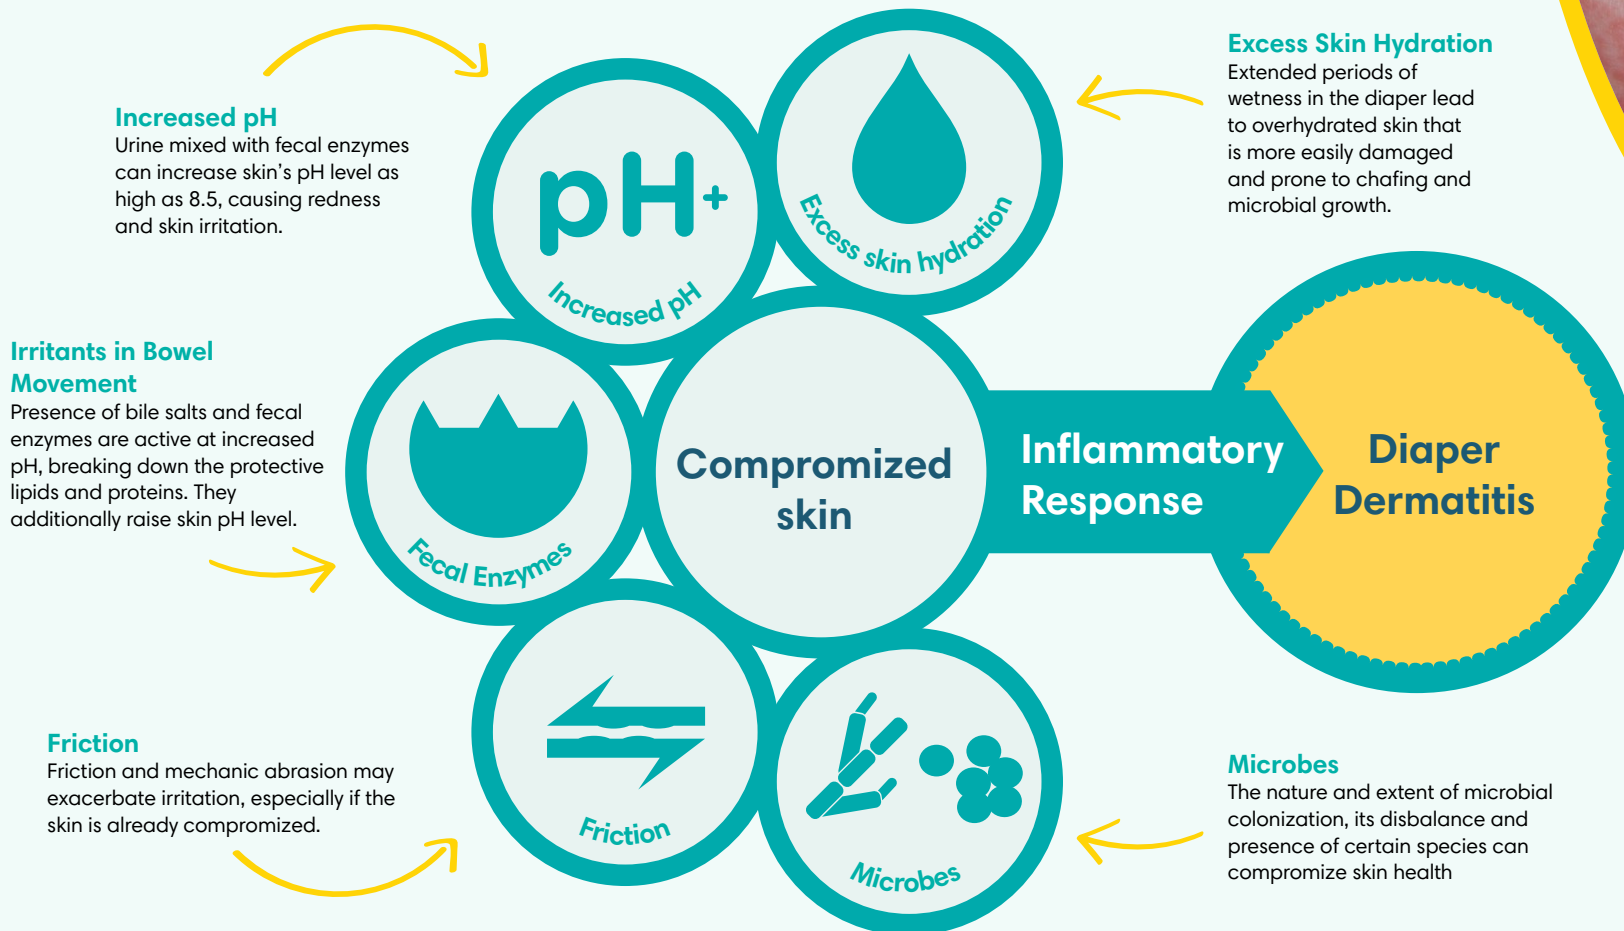 Increased pH
Urine mixed with fecal enzymes
can increase skin's pH level as
high as 8.5, causing redness
and skin irritation.
Irritants in Bowel
Movement
Presence of bile salts and fecal
enzymes are active at increased
pH, breaking down the protective
lipids and proteins. They
additionally raise skin pH level.
Friction
Friction and mechanic abrasion may
exacerbate irritation, especially if the
skin is already compromized.
pH+
Increased pH
Excess skin hydration
Fecal Enzymes
Compromized
skin
Friction
Microbes
Inflammatory
Response
Diaper
Dermatitis
Excess Skin Hydration
Extended periods of
wetness in the diaper lead
to overhydrated skin that
is more easily damaged
and prone to chafing and
microbial growth.
Microbes
The nature and extent of microbial
colonization, its disbalance and
presence of certain species can
compromize skin health